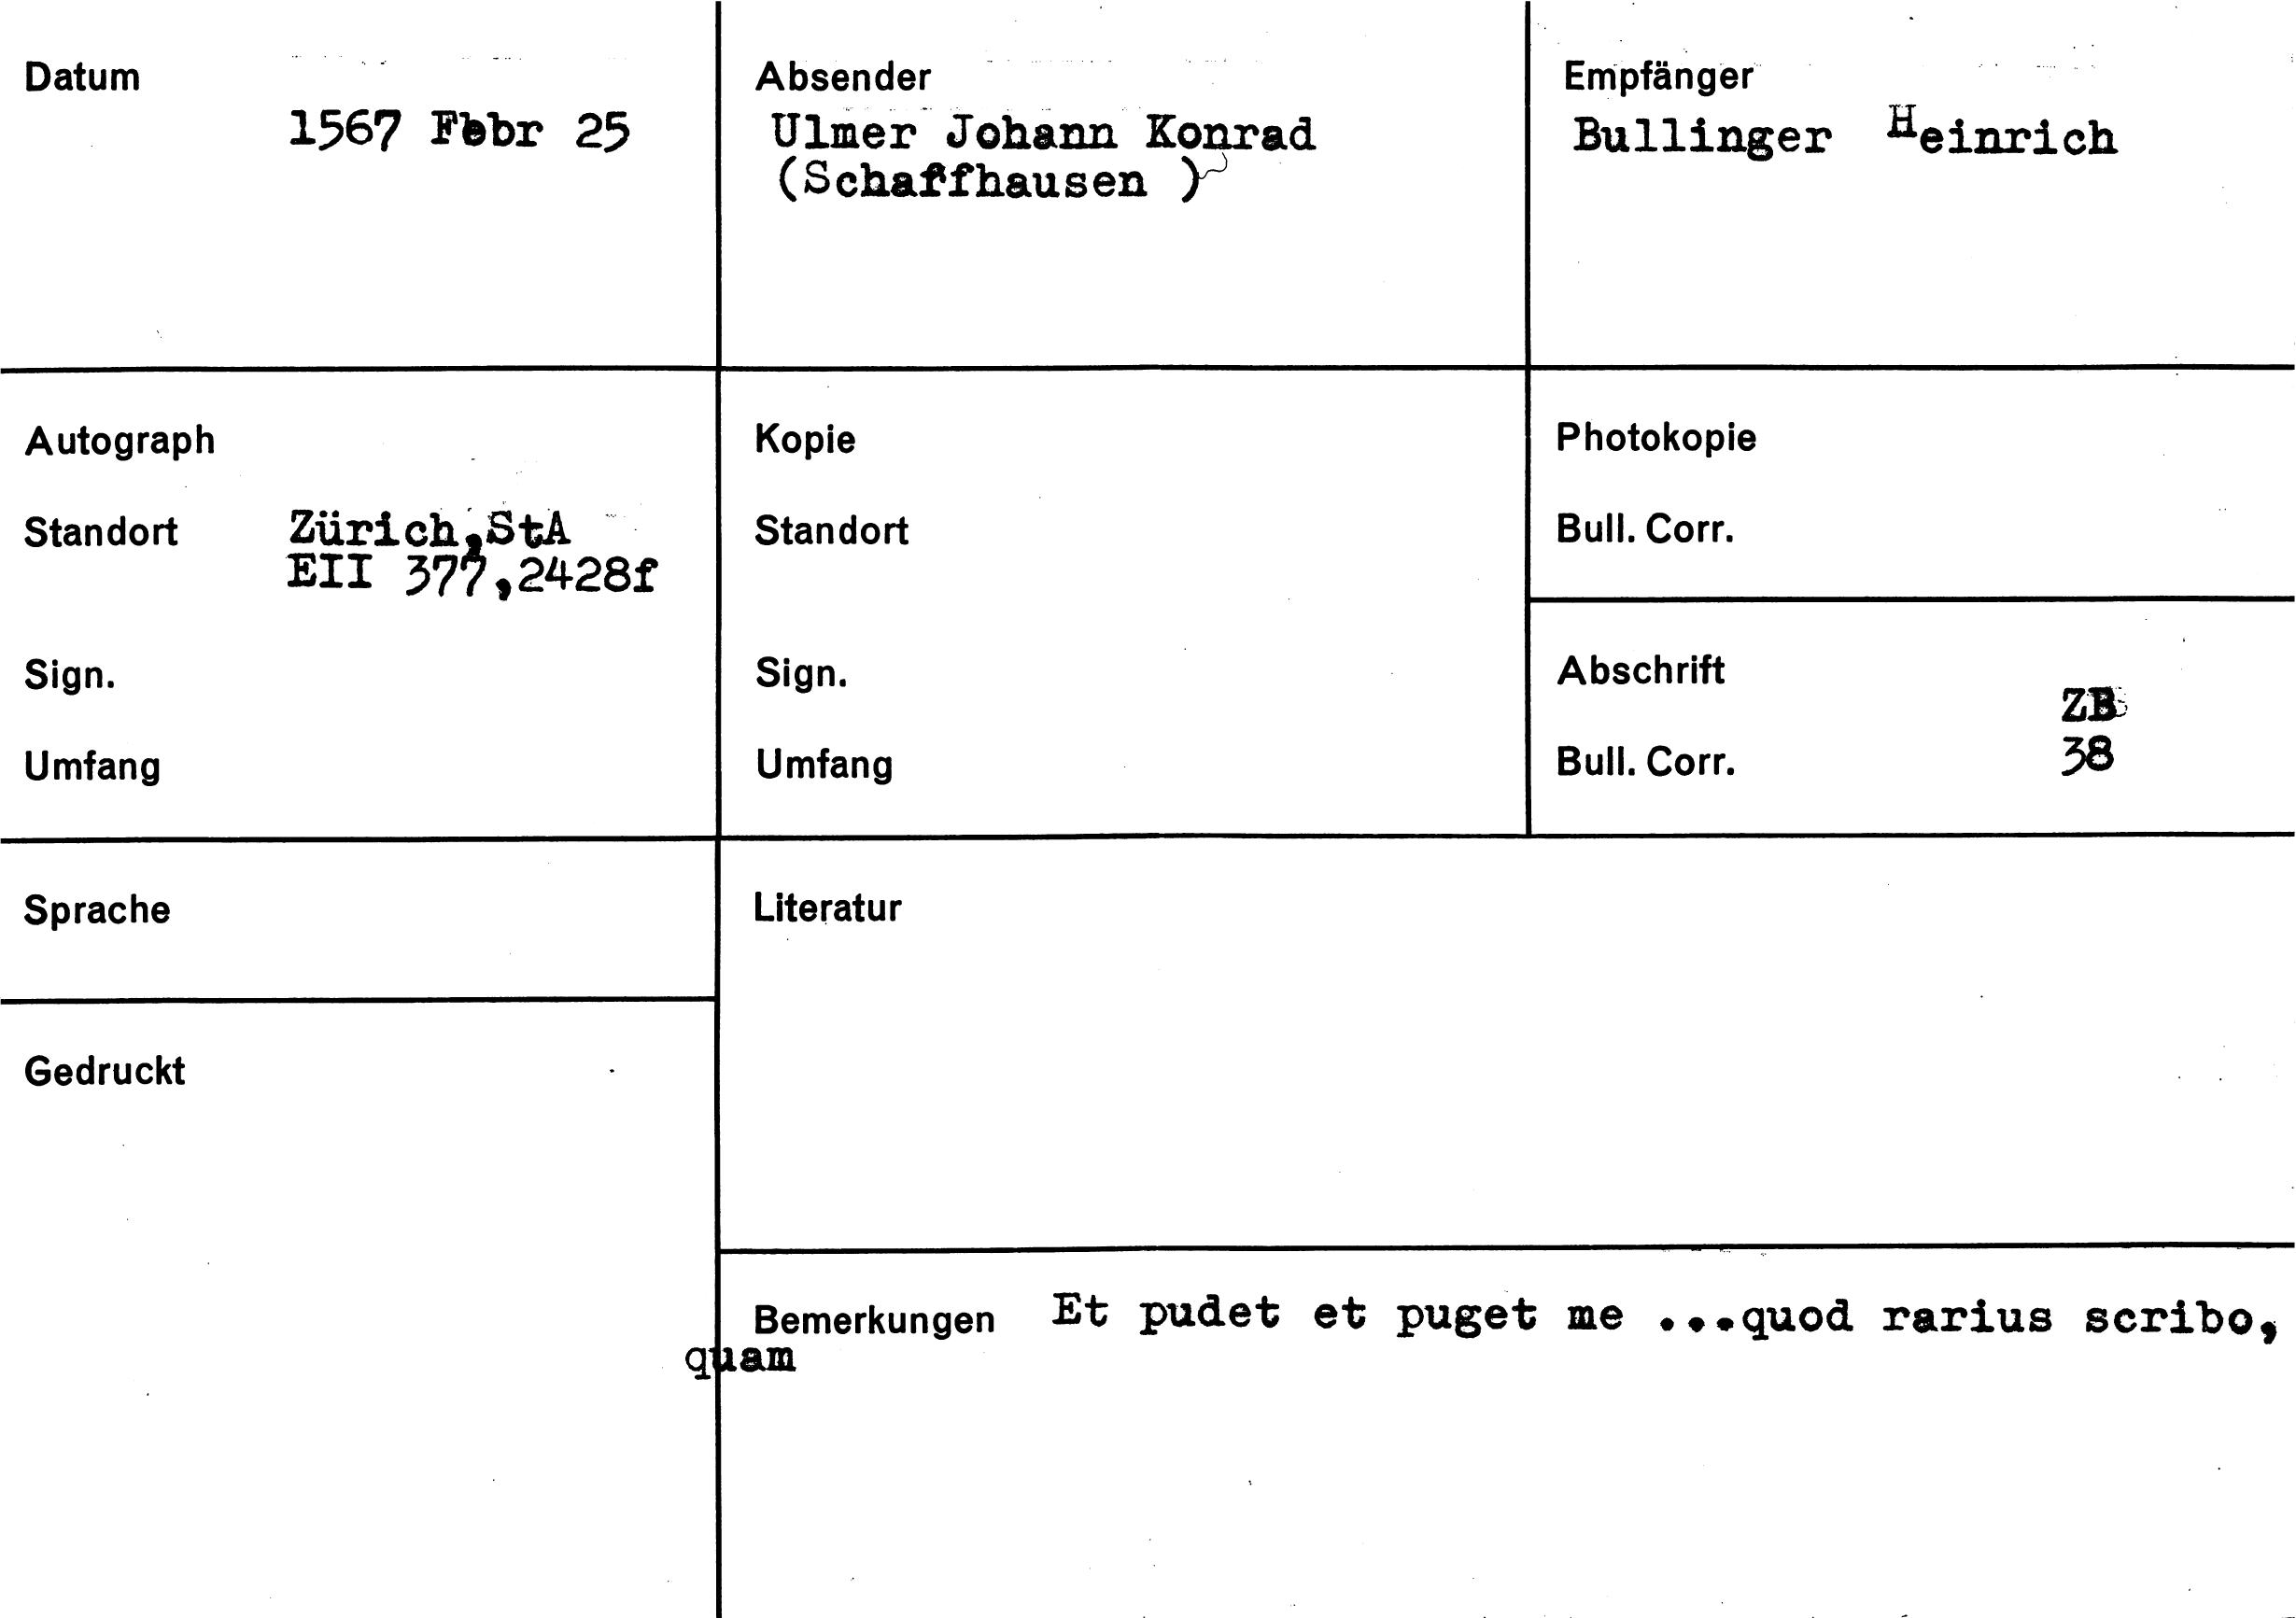 Datum
1567 Febr 25
Absender
Ulmer Johann Konrad
(Schaffhausen )
Empfänger
Bullinger Heinrich
Autograph
Standort Zürich,StA
EII 377,2428f
Sign.
Umfang
Kopie
Standort
Sign.
Umfang
Photokopie
Bull. Corr.
Abschrift
ZB
Bull. Corr. 38
Sprache
Literatur
Gedruckt
Bemerkungen Et pudet et puget me ...quod rarius scribo,
quam